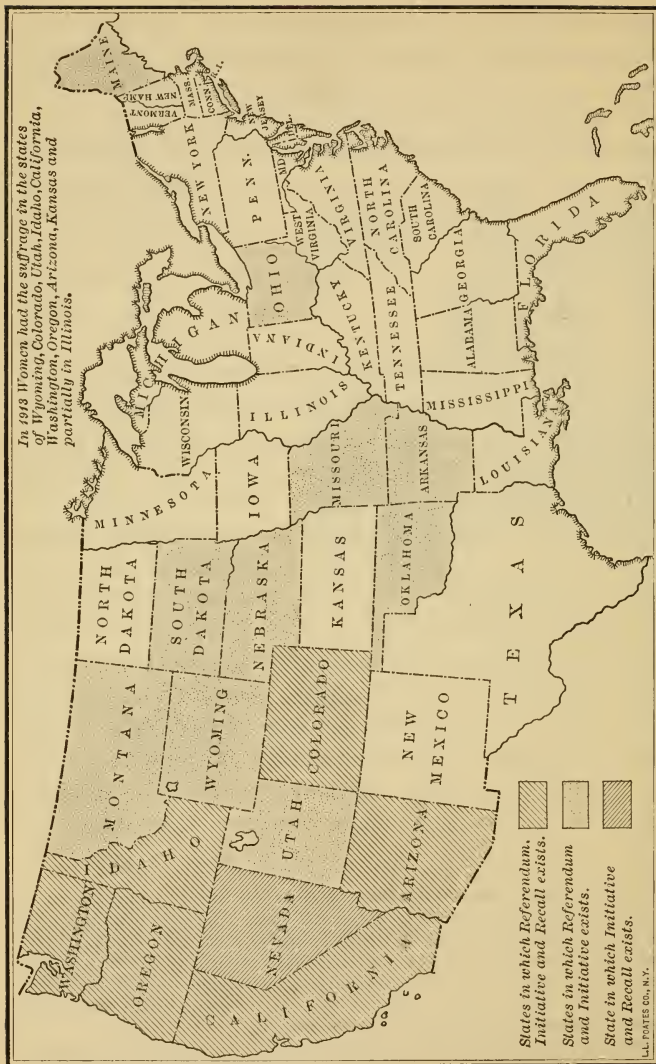 In 1913 Women had the suffrage in the states
of Wyoming, Colorado, Utah, Idaho, California,
Washington, Oregon, Arizona, Kansas and
partially in Illinois.
WASHINGTON
OREGON
CALIFORNIA
IDAHO
NEVADA
MONTANA
WYOMING
UTAH
COLORADO
ARIZONA
NEW
MEXICO
NORTH
DAKOTA
SOUTH
DAKOTA
NEBRASKA
KANSAS
OKLAHOMA
TEXAS
MINNESOTA
IOWA
MISSOURI
ARKANSAS
LOUISIANA
WISCONSIN
MICHIGAN
ILLINOIS
INDIANA
OHIO
KENTUCKY
TENNESSEE
MISSISSIPPI
ALABAMA
GEORGIA
FLORIDA
SOUTH
CAROLINA
NORTH
CAROLINA
VIRGINIA
WEST
VIRGINIA
MD.
DEL.
PENN.
NEW
JERSEY
NEW YORK
CONN.
R.I.
MASS.
VERMONT
NEW HAMP.
MAINE
States in which Referendum.
Initiative and Recall exists.
States in which Referendum
and Initiative exists.
State in which Initiative
and Recall exists.
L.L. POATES CO., N.Y.